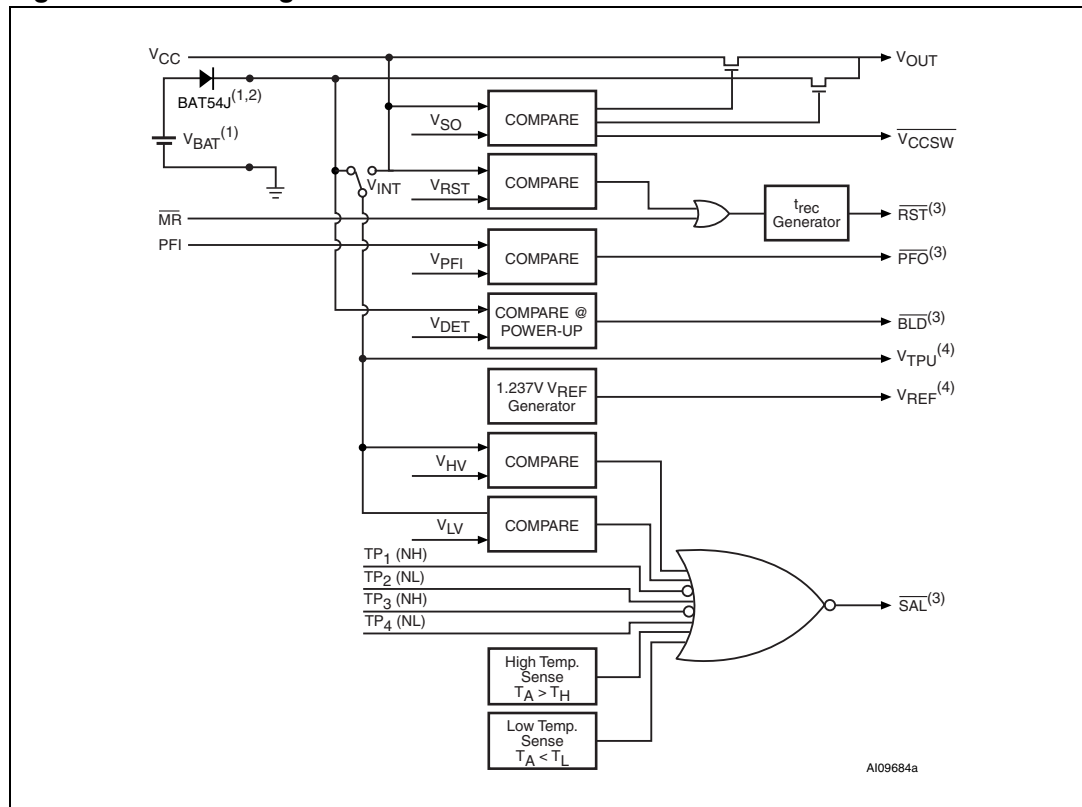 VCC
VOUT
BAT54J(1,2)
VBAT(1)
VSO
COMPARE
VCCSW
VINT
VRST
COMPARE
trec
Generator
RST(3)
MR
PFI
VPFI
COMPARE
PFO(3)
VDET
COMPARE @
POWER-UP
BLD(3)
VTPU(4)
1.237V VREF
Generator
VREF(4)
VHV
COMPARE
VLV
COMPARE
TP1 (NH)
TP2 (NL)
TP3 (NH)
TP4 (NL)
SAL(3)
High Temp.
Sense
TA > TH
Low Temp.
Sense
TA < TL
AI09684a